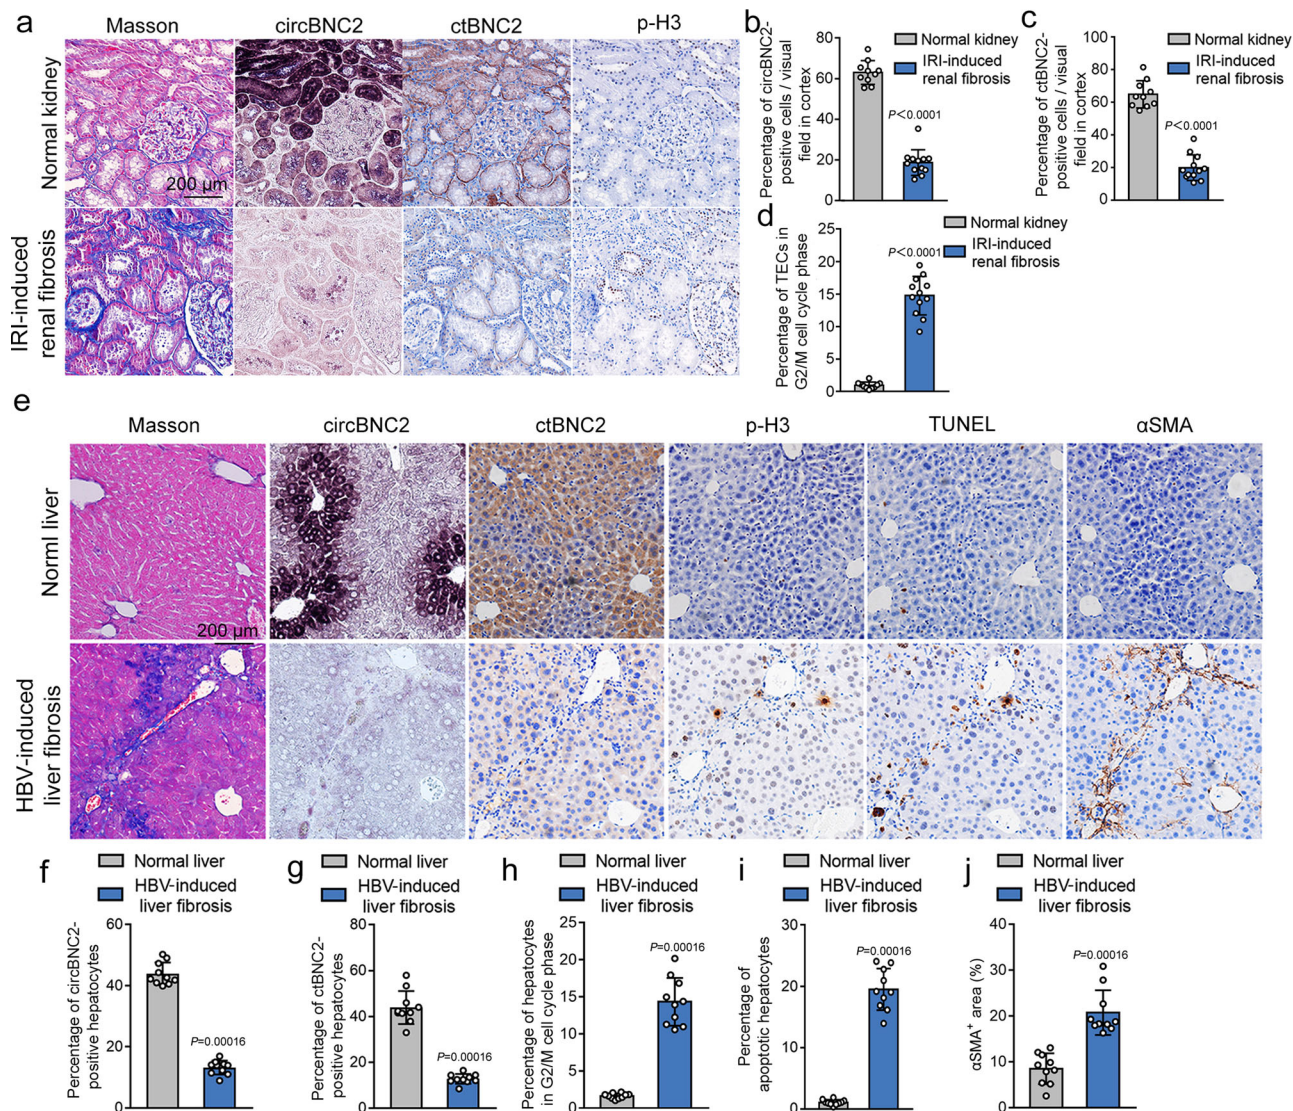 a
Masson
circBNC2
ctBNC2
p-H3
Normal kidney
200 µm
IRI-induced
renal fibrosis
b
Normal kidney
IRI-induced
renal fibrosis
Percentage of circBNC2-
positive cells / visual
field in cortex
80
60
40
20
0
P<0.0001
c
Normal kidney
IRI-induced
renal fibrosis
Percentage of ctBNC2-
positive cells / visual
field in cortex
100
80
60
40
20
0
P<0.0001
d
Normal kidney
IRI-induced
renal fibrosis
Percentage of TECs in
G2/M cell cycle phase
25
20
15
10
5
0
P<0.0001
e
Masson
circBNC2
ctBNC2
p-H3
TUNEL
αSMA
Norml liver
200 µm
HBV-induced
liver fibrosis
f
Normal liver
HBV-induced
liver fibrosis
Percentage of circBNC2-
positive hepatocytes
60
40
20
0
P=0.00016
g
Normal liver
HBV-induced
liver fibrosis
Percentage of ctBNC2-
positive hepatocytes
80
60
40
20
0
P=0.00016
h
Normal liver
HBV-induced
liver fibrosis
Percentage of hepatocytes
in G2/M cell cycle phase
25
20
15
10
5
0
P=0.00016
i
Normal liver
HBV-induced
liver fibrosis
Percentage of
apoptotic hepatocytes
30
20
10
0
P=0.00016
j
Normal liver
HBV-induced
liver fibrosis
αSMA⁺ area (%)
40
30
20
10
0
P=0.00016